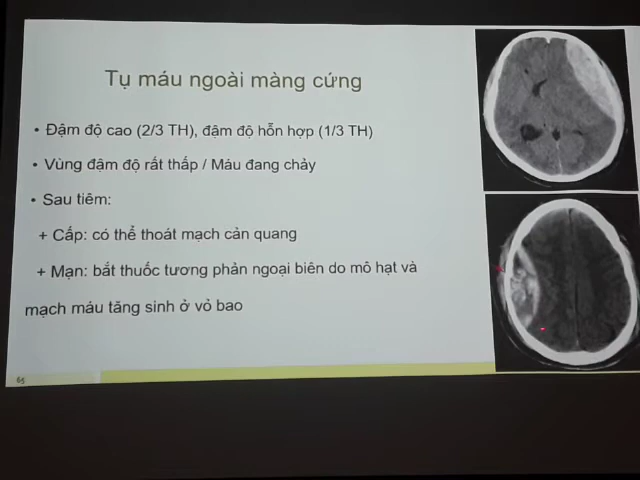 Tụ máu ngoài màng cứng
• Đậm độ cao (2/3 TH), đậm độ hỗn hợp (1/3 TH)
• Vùng đậm độ rất thấp / Máu đang chảy
• Sau tiêm:
+ Cấp: có thể thoát mạch cản quang
+ Mạn: bắt thuốc tương phản ngoại biên do mô hạt và
mạch máu tăng sinh ở vỏ bao
65